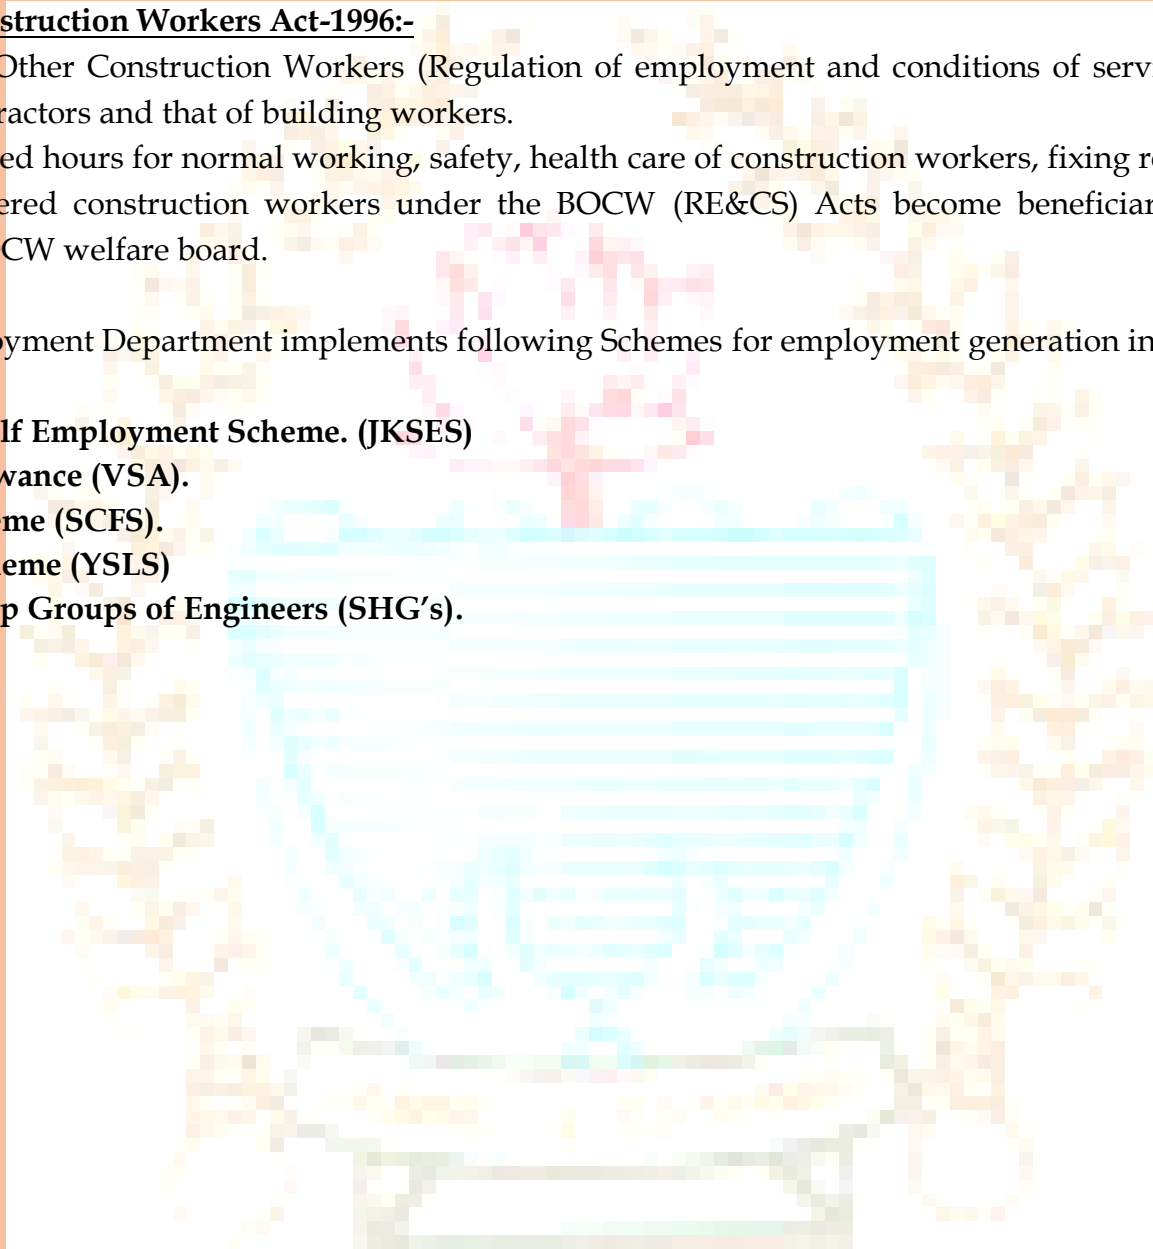 struction Workers Act-1996:-
Other Construction Workers (Regulation of employment and conditions of serv
ractors and that of building workers.
ed hours for normal working, safety, health care of construction workers, fixing r
ered construction workers under the BOCW (RE&CS) Acts become beneficiar
CW welfare board.
oyment Department implements following Schemes for employment generation in
lf Employment Scheme. (JKSES)
wance (VSA).
eme (SCFS).
eme (YSLS)
p Groups of Engineers (SHG’s).